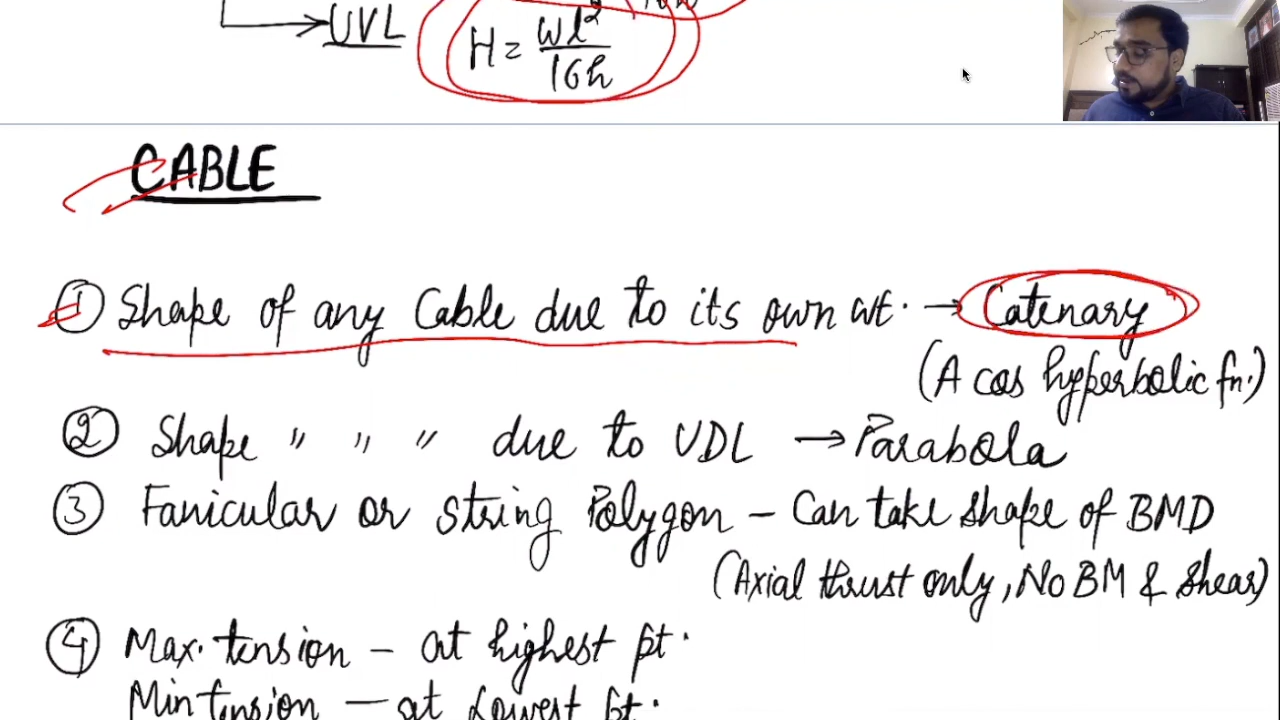 UVL H = wl²/16h
CABLE
① Shape of any Cable due to its own wt. → Catenary
(A cos hyperbolic fn.)
② Shape " " " due to UDL → Parabola
③ Fanicular or string Polygon - Can take shape of BMD
(Axial thrust only, No BM & Shear)
④ Max. tension - at highest pt.
Min tension - at Lowest pt.